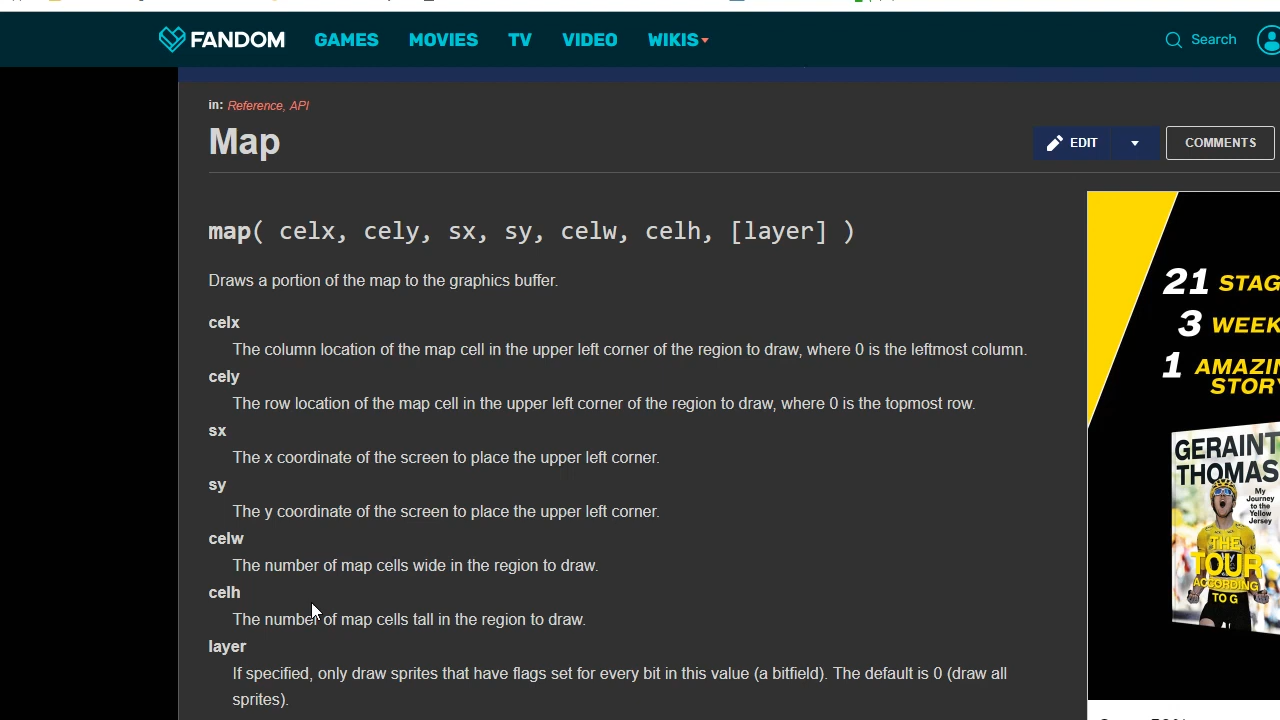 FANDOM GAMES MOVIES TV VIDEO WIKIS Search
in: Reference, API
Map
EDIT COMMENTS
map( celx, cely, sx, sy, celw, celh, [layer] )
Draws a portion of the map to the graphics buffer.
celx
The column location of the map cell in the upper left corner of the region to draw, where 0 is the leftmost column.
cely
The row location of the map cell in the upper left corner of the region to draw, where 0 is the topmost row.
sx
The x coordinate of the screen to place the upper left corner.
sy
The y coordinate of the screen to place the upper left corner.
celw
The number of map cells wide in the region to draw.
celh
The number of map cells tall in the region to draw.
layer
If specified, only draw sprites that have flags set for every bit in this value (a bitfield). The default is 0 (draw all
sprites).
21 STAG
3 WEEK
1 AMAZIN
STORY
GERAINT
THOMAS
My
Journey
to the
Yellow
Jersey
THE
TOUR
ACCORDING
TO G